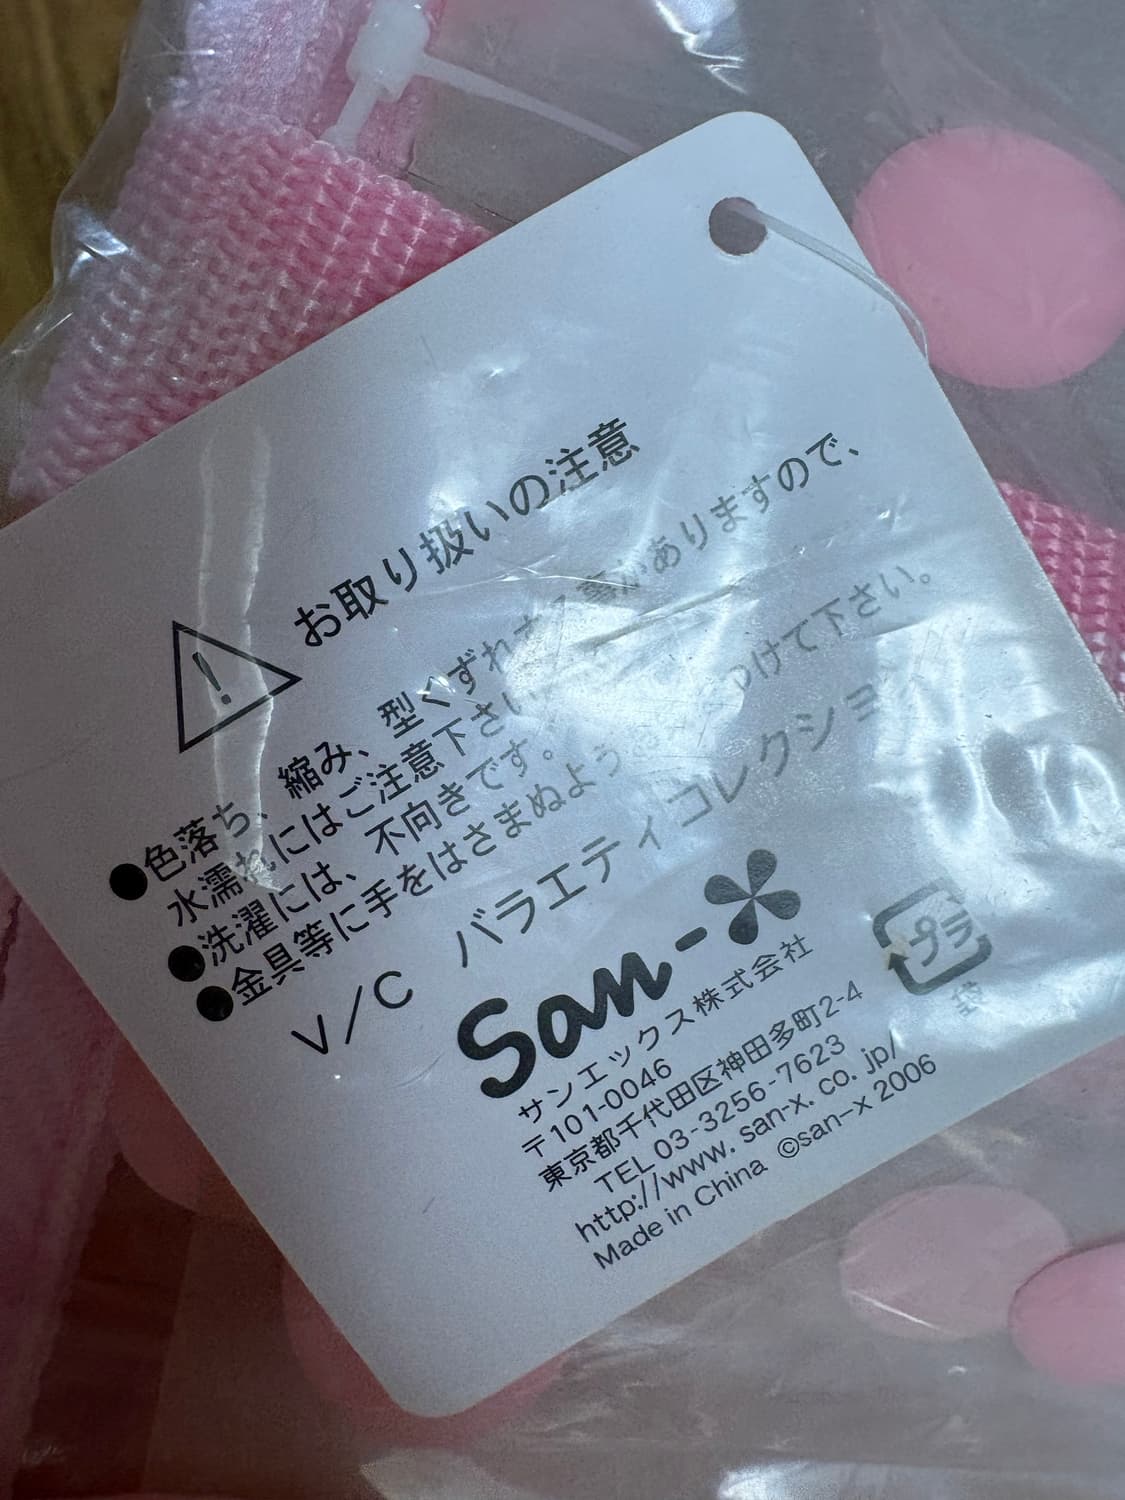 お取り扱いの注意
●色落ち、縮み、型くずれする事がありますので、
水濡れにはご注意下さい
●洗濯には、不向きです。
●金具等に手をはさまぬよう つけて下さい。
V/C バラエティコレクション
San-X
サンエックス株式会社
〒101-0046
東京都千代田区神田多町2-4
TEL 03-3256-7623
http://www.san-x.co.jp/
Made in China ©san-x 2006
プラ
袋